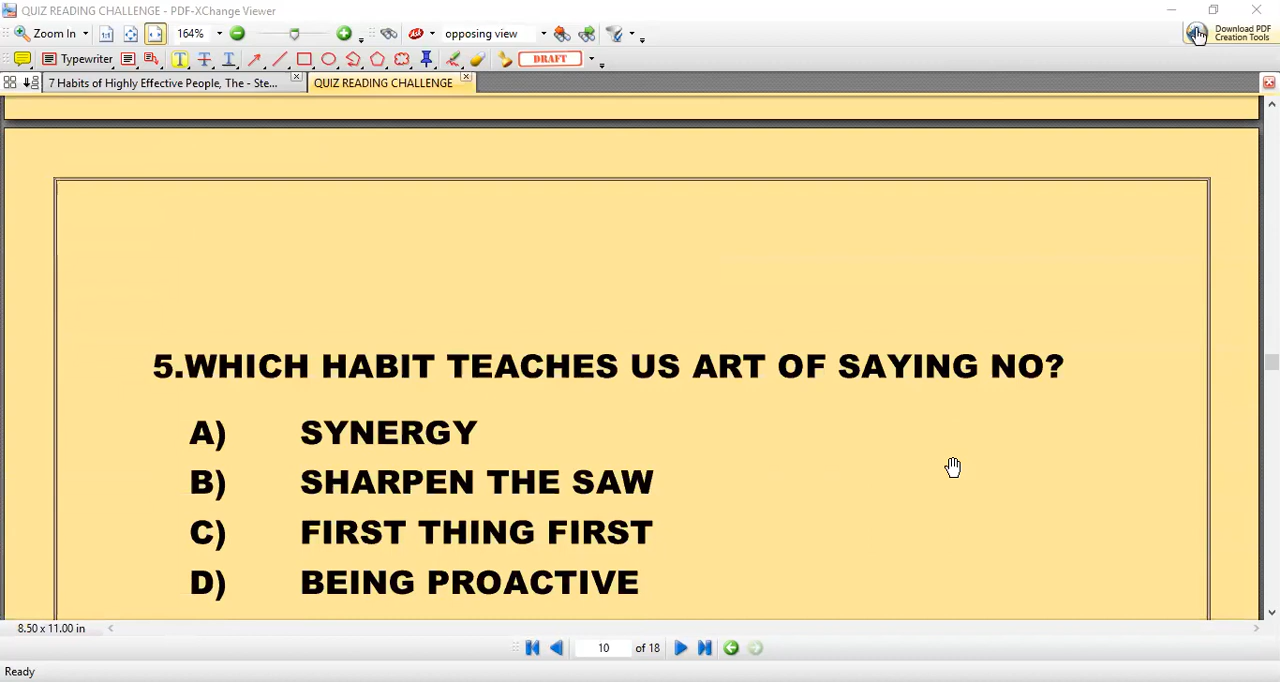 QUIZ READING CHALLENGE - PDF-XChange Viewer
Zoom In 164% opposing view Download PDF Creation Tools
Typewriter DRAFT
7 Habits of Highly Effective People, The - Ste... QUIZ READING CHALLENGE
5.WHICH HABIT TEACHES US ART OF SAYING NO?
A) SYNERGY
B) SHARPEN THE SAW
C) FIRST THING FIRST
D) BEING PROACTIVE
8.50 x 11.00 in
10 of 18
Ready